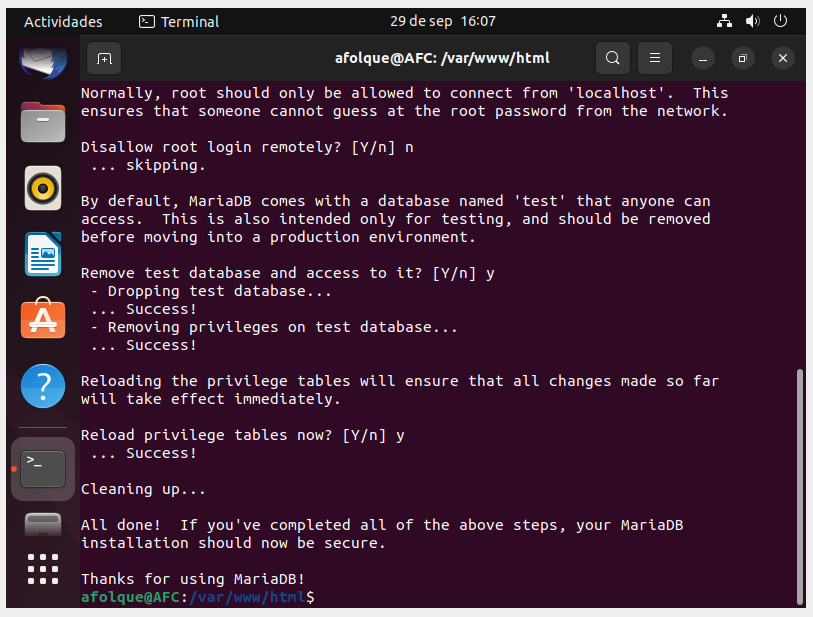 Actividades Terminal 29 de sep 16:07
afolque@AFC: /var/www/html
Normally, root should only be allowed to connect from 'localhost'.  This
ensures that someone cannot guess at the root password from the network.
Disallow root login remotely? [Y/n] n
 ... skipping.
By default, MariaDB comes with a database named 'test' that anyone can
access.  This is also intended only for testing, and should be removed
before moving into a production environment.
Remove test database and access to it? [Y/n] y
 - Dropping test database...
 ... Success!
 - Removing privileges on test database...
 ... Success!
Reloading the privilege tables will ensure that all changes made so far
will take effect immediately.
Reload privilege tables now? [Y/n] y
 ... Success!
Cleaning up...
All done!  If you've completed all of the above steps, your MariaDB
installation should now be secure.
Thanks for using MariaDB!
afolque@AFC:/var/www/html$